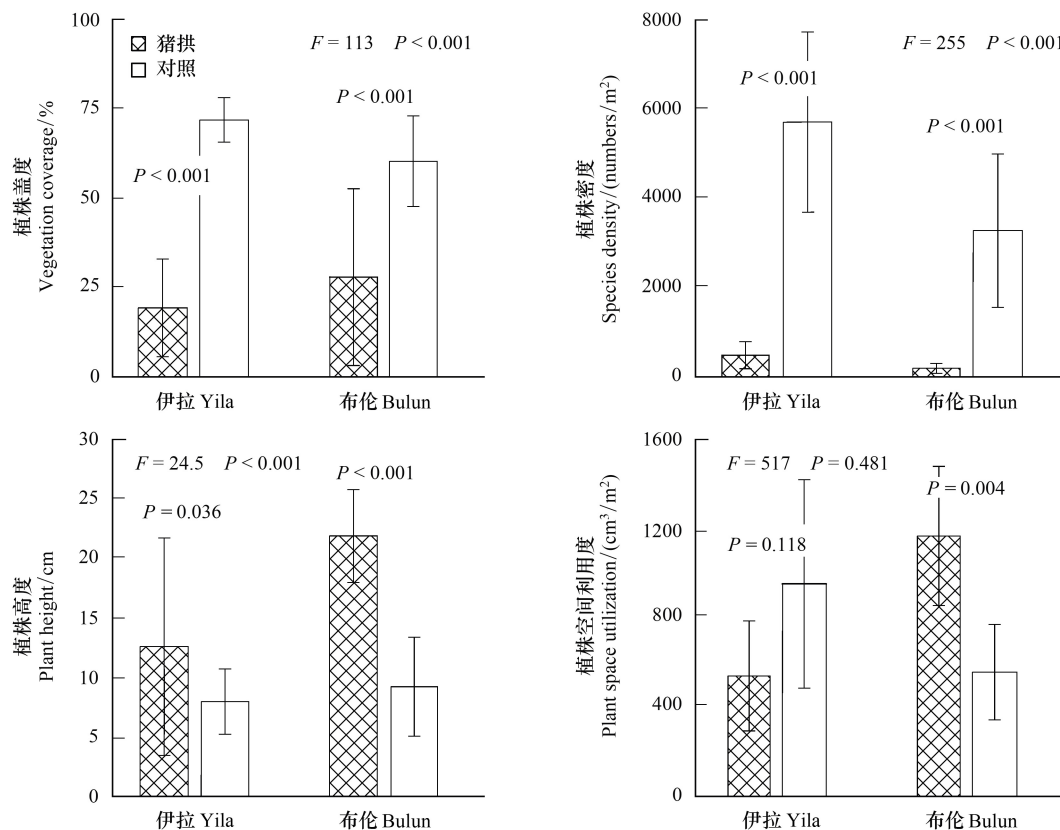 植株盖度
Vegetation coverage/%
100
75
50
25
0
猪拱
对照
F = 113 P < 0.001
P < 0.001
P < 0.001
伊拉 Yila
布伦 Bulun
植株密度
Species density/(numbers/m²)
8000
6000
4000
2000
0
F = 255 P < 0.001
P < 0.001
P < 0.001
伊拉 Yila
布伦 Bulun
植株高度
Plant height/cm
30
25
20
15
10
5
0
F = 24.5 P < 0.001
P < 0.001
P = 0.036
伊拉 Yila
布伦 Bulun
植株空间利用度
Plant space utilization/(cm³/m²)
1600
1200
800
400
0
F = 517 P = 0.481
P = 0.004
P = 0.118
伊拉 Yila
布伦 Bulun